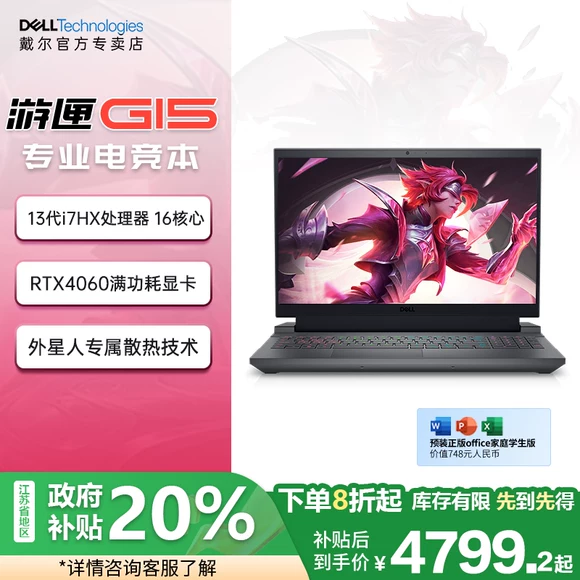 DELLTechnologies
戴尔官方专卖店
游匣 G15
专业电竞本
13代i7HX处理器 16核心
RTX4060满功耗显卡
外星人专属散热技术
DELL
W P X
预装正版office家庭学生版
价值748元人民币
江苏省地区
政府补贴20%
*详情咨询客服了解
下单8折起 库存有限 先到先得
补贴后到手价 ¥4799.2起